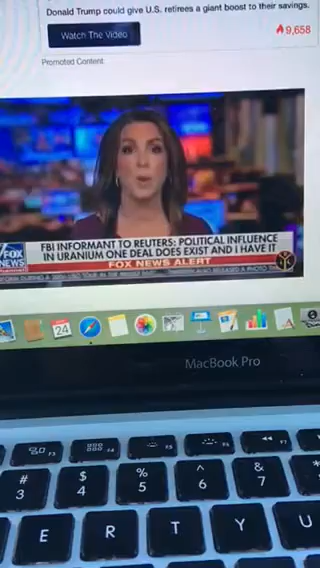 Donald Trump could give U.S. retirees a giant boost to their savings.
Watch The Video
9,658
Promoted Content
FBI INFORMANT TO REUTERS: POLITICAL INFLUENCE
IN URANIUM ONE DEAL DOES EXIST AND I HAVE IT
FOX
NEWS
channel
FOX NEWS ALERT
24
MacBook Pro
F3
F4
F5
F6
F7
#
3
$
4
%
5
^
6
&
7
*
E
R
T
Y
U